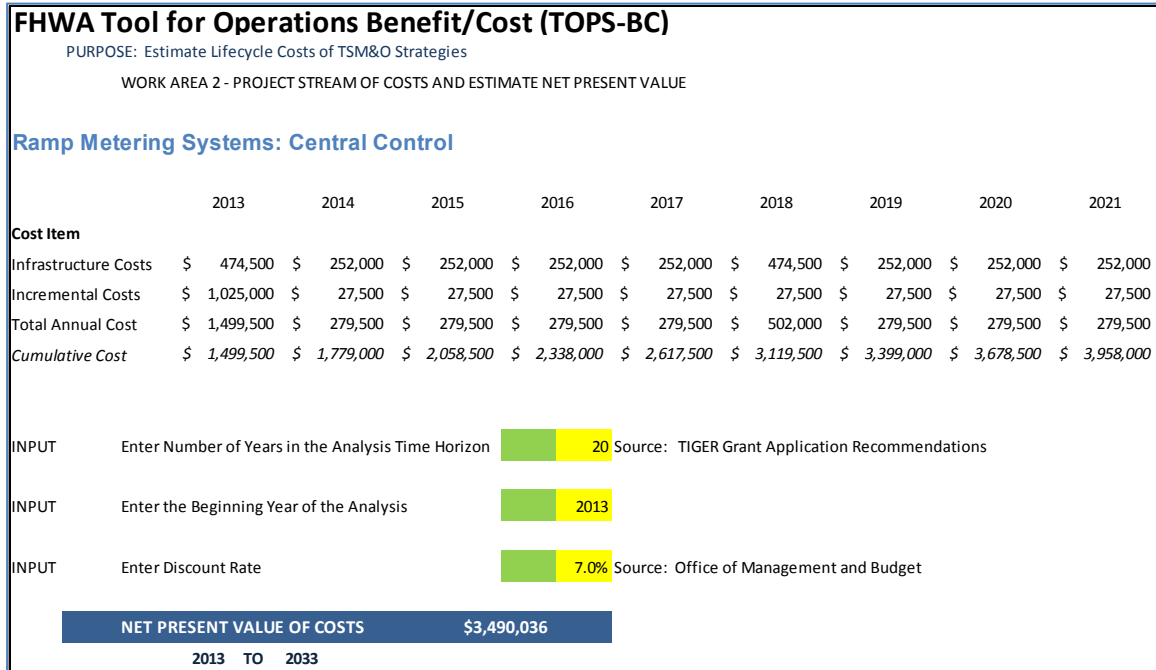 FHWA Tool for Operations Benefit/Cost (TOPS-BC)
PURPOSE: Estimate Lifecycle Costs of TSM&O Strategies
WORK AREA 2 - PROJECT STREAM OF COSTS AND ESTIMATE NET PRESENT VALUE
Ramp Metering Systems: Central Control
2013 2014 2015 2016 2017 2018 2019 2020 2021
Cost Item
Infrastructure Costs $ 474,500 $ 252,000 $ 252,000 $ 252,000 $ 252,000 $ 474,500 $ 252,000 $ 252,000 $ 252,000
Incremental Costs $ 1,025,000 $ 27,500 $ 27,500 $ 27,500 $ 27,500 $ 27,500 $ 27,500 $ 27,500 $ 27,500
Total Annual Cost $ 1,499,500 $ 279,500 $ 279,500 $ 279,500 $ 279,500 $ 502,000 $ 279,500 $ 279,500 $ 279,500
Cumulative Cost $ 1,499,500 $ 1,779,000 $ 2,058,500 $ 2,338,000 $ 2,617,500 $ 3,119,500 $ 3,399,000 $ 3,678,500 $ 3,958,000
INPUT Enter Number of Years in the Analysis Time Horizon 20 Source: TIGER Grant Application Recommendations
INPUT Enter the Beginning Year of the Analysis 2013
INPUT Enter Discount Rate 7.0% Source: Office of Management and Budget
NET PRESENT VALUE OF COSTS $3,490,036
2013 TO 2033